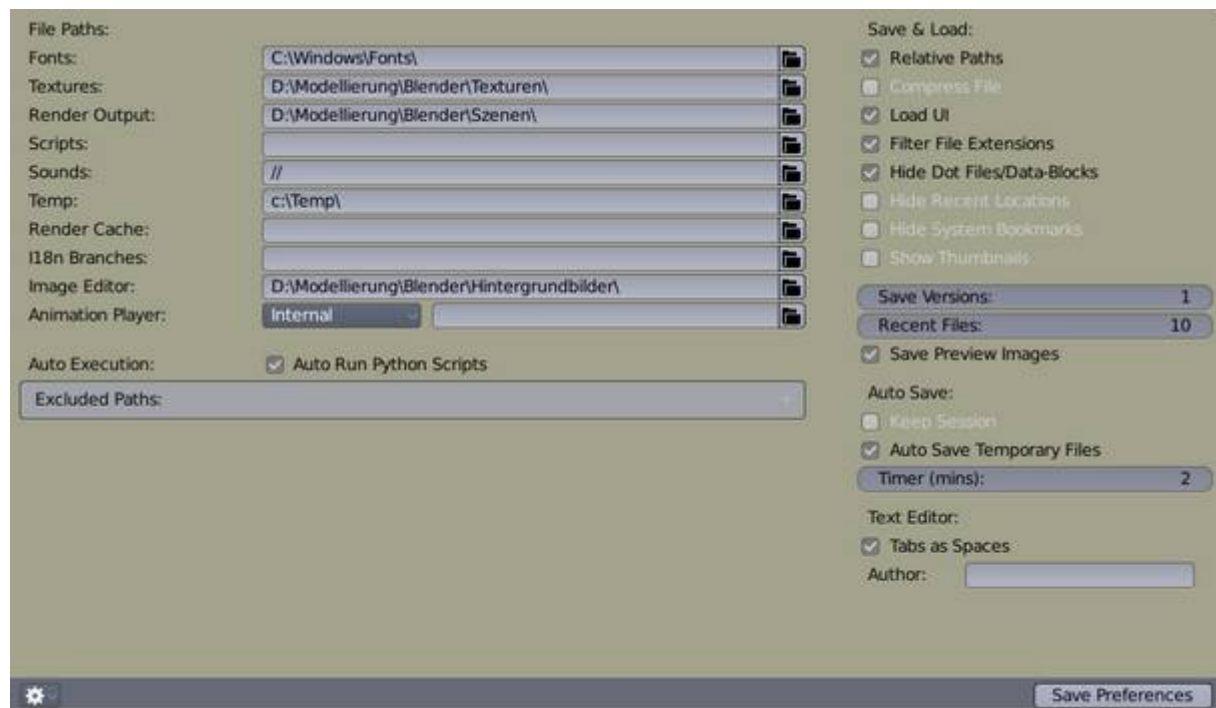 File Paths:
Fonts: C:\Windows\Fonts\
Textures: D:\Modellierung\Blender\Texturen\
Render Output: D:\Modellierung\Blender\Szenen\
Scripts:
Sounds: //
Temp: c:\Temp\
Render Cache:
I18n Branches:
Image Editor: D:\Modellierung\Blender\Hintergrundbilder\
Animation Player: Internal
Auto Execution: Auto Run Python Scripts
Excluded Paths:
Save & Load:
Relative Paths
Compress File
Load UI
Filter File Extensions
Hide Dot Files/Data-Blocks
Hide Recent Locations
Hide System Bookmarks
Show Thumbnails
Save Versions: 1
Recent Files: 10
Save Preview Images
Auto Save:
Keep Session
Auto Save Temporary Files
Timer (mins): 2
Text Editor:
Tabs as Spaces
Author:
Save Preferences